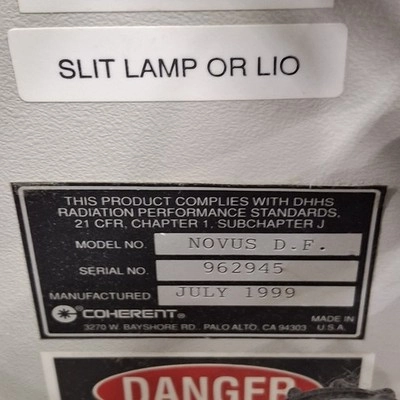 SLIT LAMP OR LIO
THIS PRODUCT COMPLIES WITH DHHS
RADIATION PERFORMANCE STANDARDS,
21 CFR, CHAPTER 1, SUBCHAPTER J
MODEL NO. NOVUS D.F.
SERIAL NO. 962945
MANUFACTURED JULY 1999
COHERENT® MADE IN
3270 W. BAYSHORE RD., PALO ALTO, CA 94303 U.S.A.
DANGER